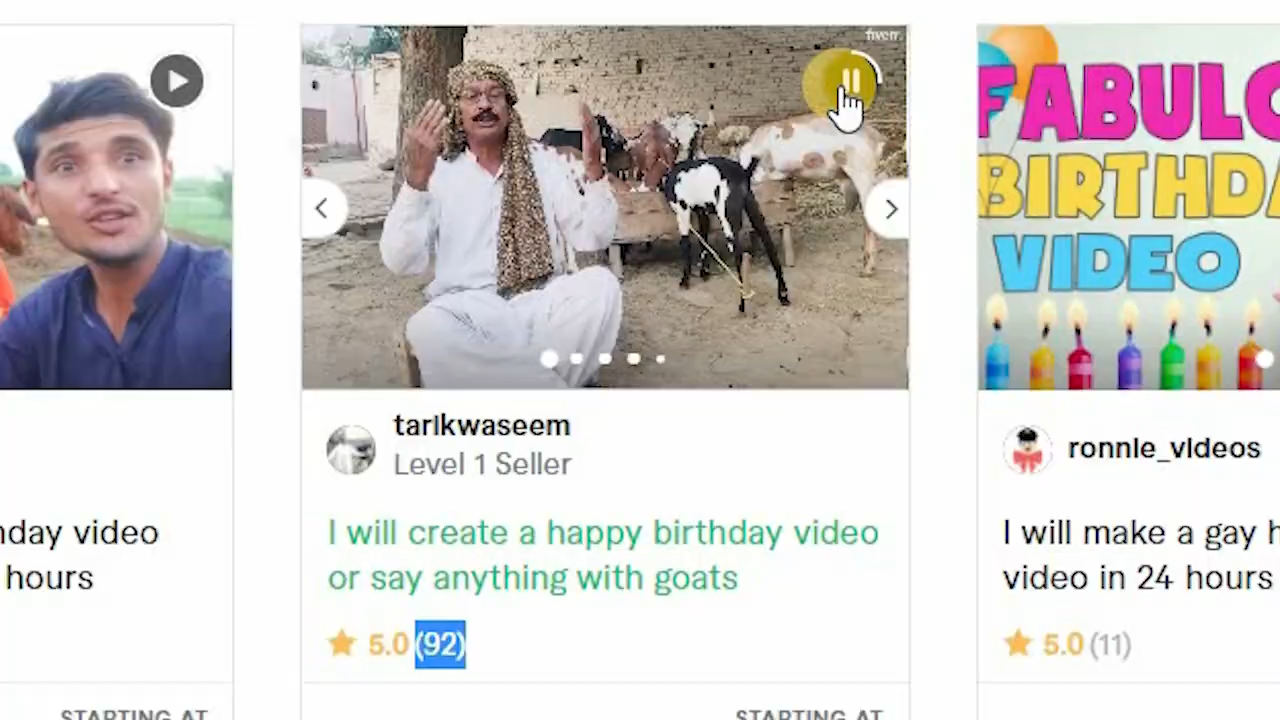 fiverr.
FABULO
BIRTHDA
VIDEO
tarikwaseem
Level 1 Seller
ronnie_videos
nday video
hours
I will create a happy birthday video
or say anything with goats
I will make a gay h
video in 24 hours
5.0 (92)
5.0 (11)
STARTING AT
STARTING AT